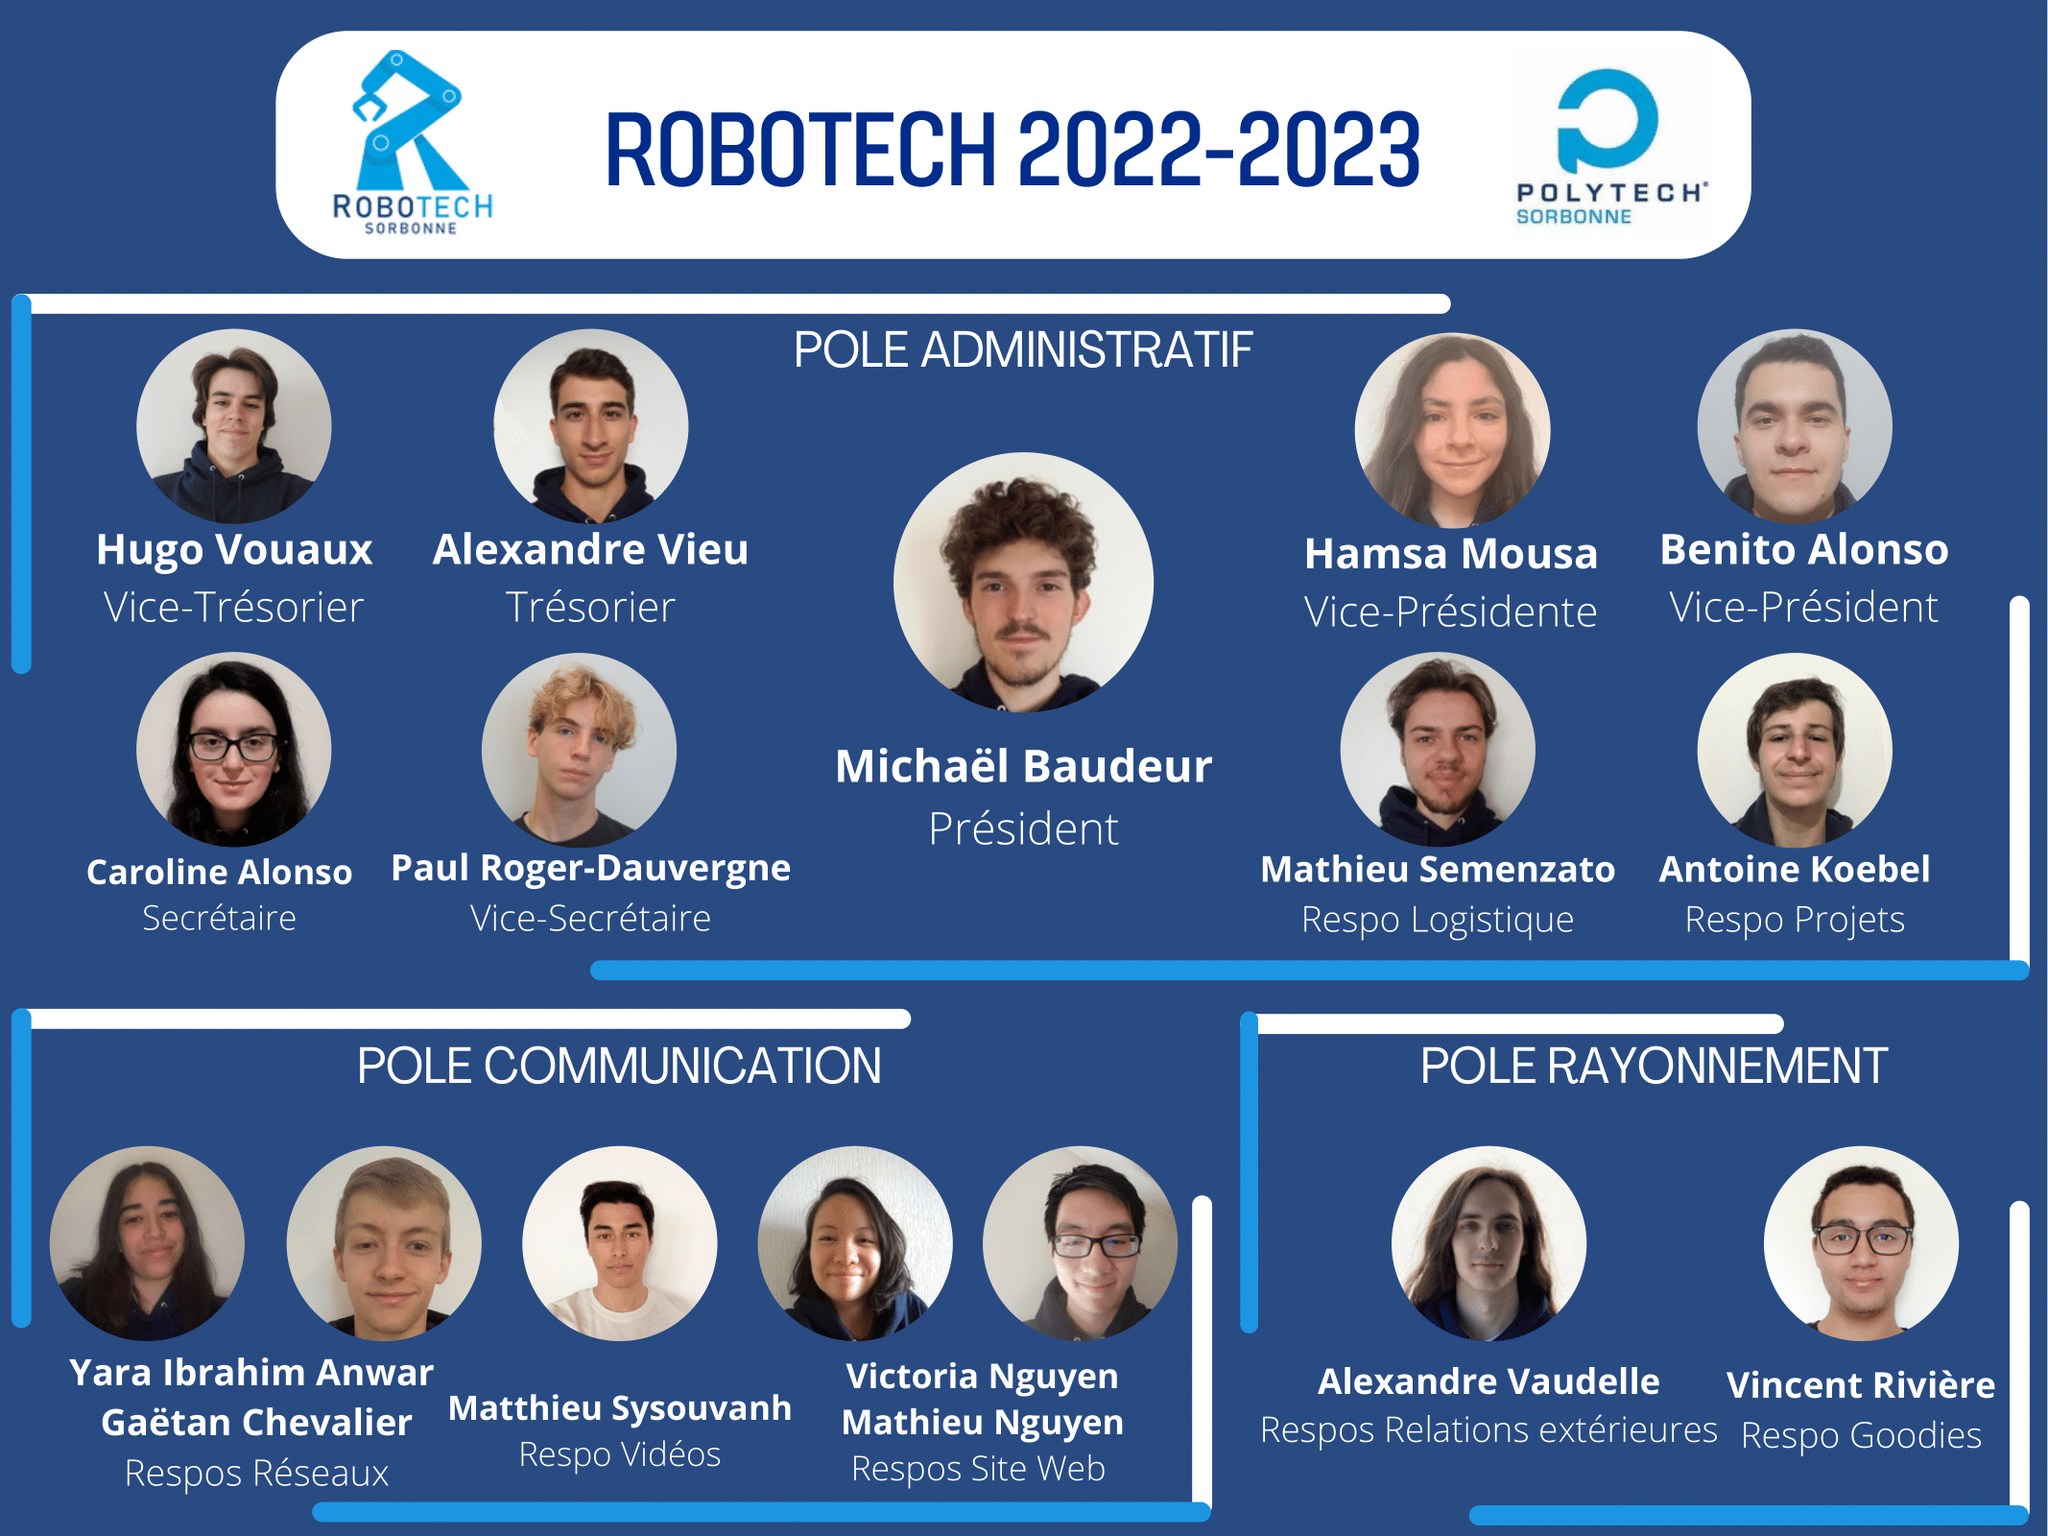 ROBOTECH
SORBONNE
ROBOTECH 2022-2023
POLYTECH®
SORBONNE
POLE ADMINISTRATIF
Hugo Vouaux
Vice-Trésorier
Alexandre Vieu
Trésorier
Michaël Baudeur
Président
Hamsa Mousa
Vice-Présidente
Benito Alonso
Vice-Président
Caroline Alonso
Secrétaire
Paul Roger-Dauvergne
Vice-Secrétaire
Mathieu Semenzato
Respo Logistique
Antoine Koebel
Respo Projets
POLE COMMUNICATION
Yara Ibrahim Anwar
Gaëtan Chevalier
Respos Réseaux
Matthieu Sysouvanh
Respo Vidéos
Victoria Nguyen
Mathieu Nguyen
Respos Site Web
POLE RAYONNEMENT
Alexandre Vaudelle
Respos Relations extérieures
Vincent Rivière
Respo Goodies